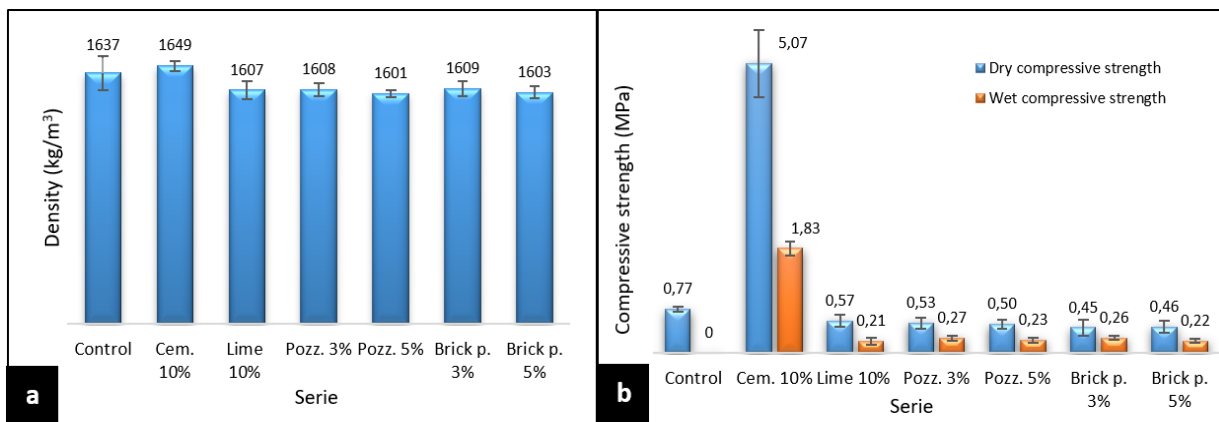 1637
1649
1607
1608
1601
1609
1603
Density (kg/m³)
Control
Cem. 10%
Lime 10%
Pozz. 3%
Pozz. 5%
Brick p. 3%
Brick p. 5%
Serie
a
5,07
Dry compressive strength
Wet compressive strength
1,83
0,77
0
0,57
0,21
0,53
0,27
0,50
0,23
0,45
0,26
0,46
0,22
Compressive strength (MPa)
Control
Cem. 10%
Lime 10%
Pozz. 3%
Pozz. 5%
Brick p. 3%
Brick p. 5%
Serie
b